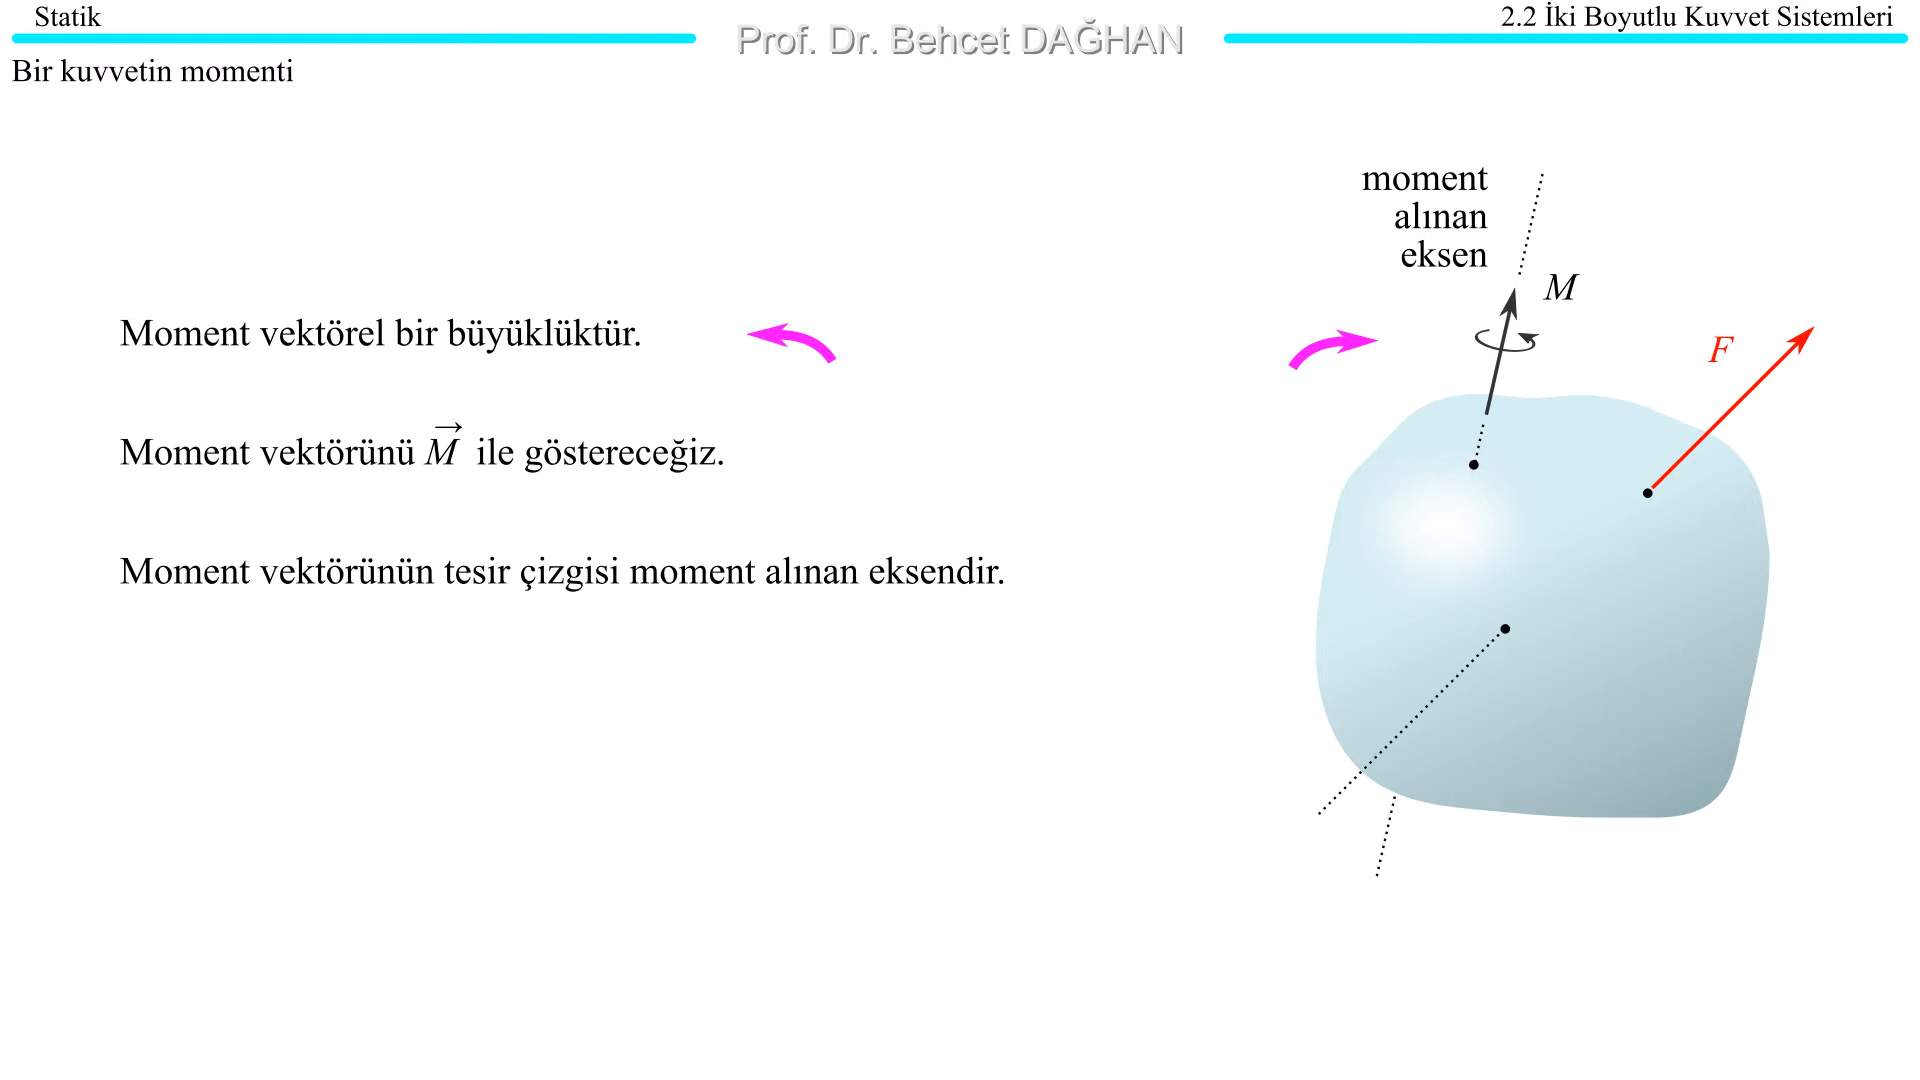 Statik
2.2 İki Boyutlu Kuvvet Sistemleri
Prof. Dr. Behcet DAĞHAN
Bir kuvvetin momenti
moment
alınan
eksen
M
F
Moment vektörel bir büyüklüktür.
Moment vektörünü M⃗ ile göstereceğiz.
Moment vektörünün tesir çizgisi moment alınan eksendir.